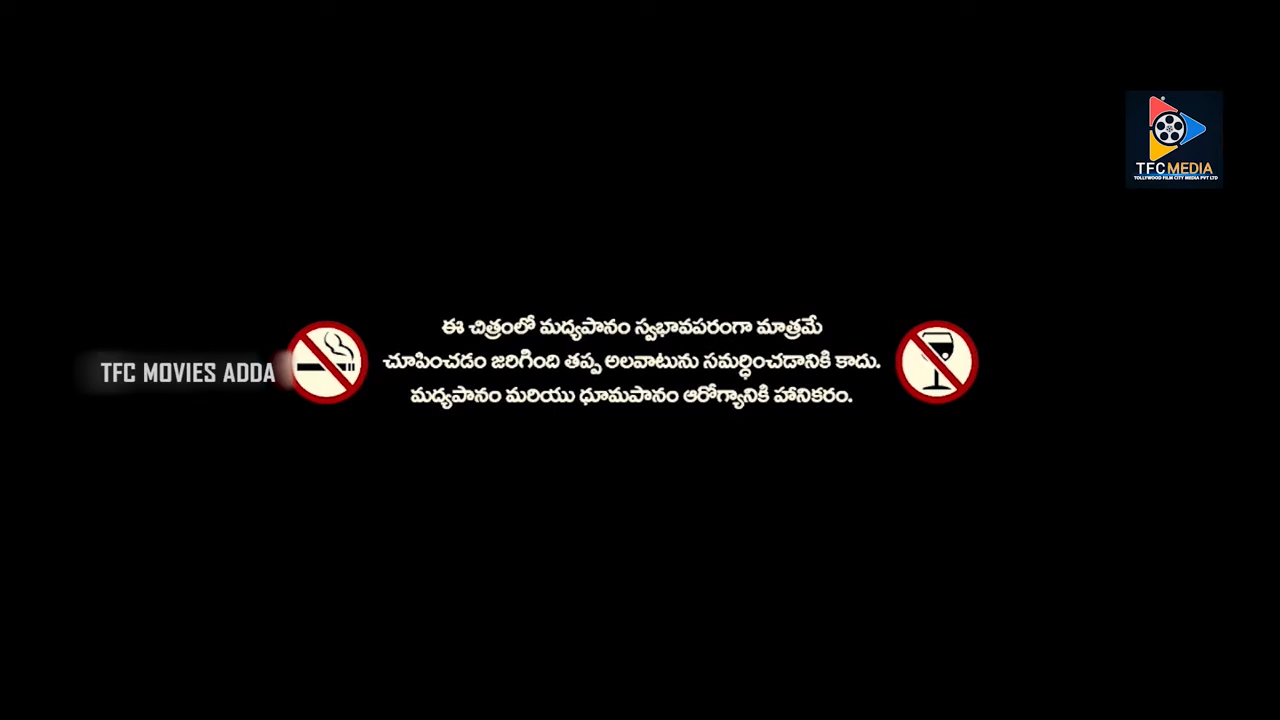 TFC MEDIA
TOLLYWOOD FILM CITY MEDIA PVT LTD
ఈ చిత్రంలో మద్యపానం స్వభావపరంగా మాత్రమే
చూపించడం జరిగింది తప్ప అలవాటును సమర్ధించడానికి కాదు.
మద్యపానం మరియు ధూమపానం ఆరోగ్యానికి హానికరం.
TFC MOVIES ADDA